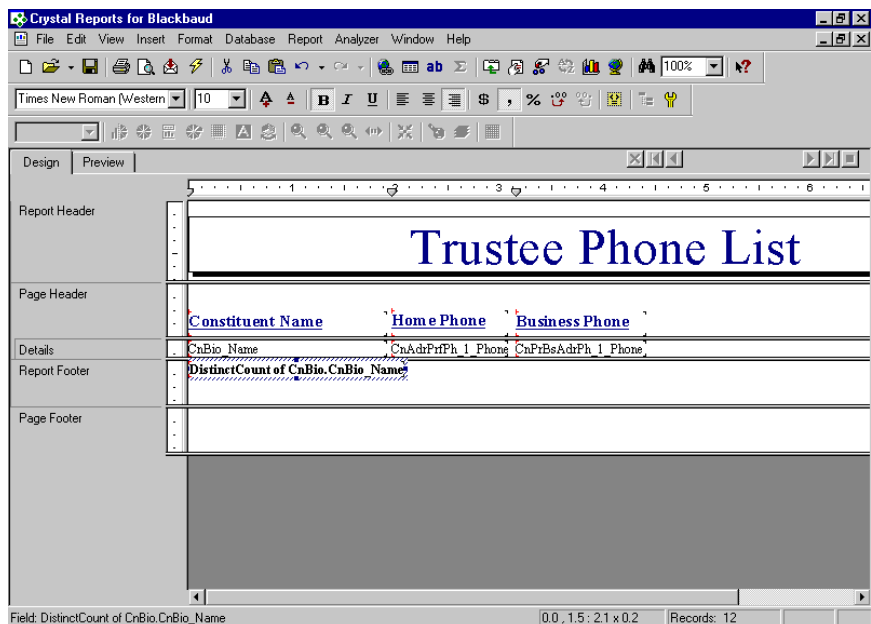 Crystal Reports for Blackbaud
File Edit View Insert Format Database Report Analyzer Window Help
100%
Times New Roman (Western 10 B I U $ , %
Design Preview
1 2 3 4 5 6
Report Header
Trustee Phone List
Page Header
Constituent Name Home Phone Business Phone
Details CnBio_Name CnAdrPrfPh_1_Phone CnPrBsAdrPh_1_Phone
Report Footer DistinctCount of CnBio.CnBio_Name
Page Footer
Field: DistinctCount of CnBio.CnBio_Name 0.0 , 1.5 : 2.1 x 0.2 Records: 12